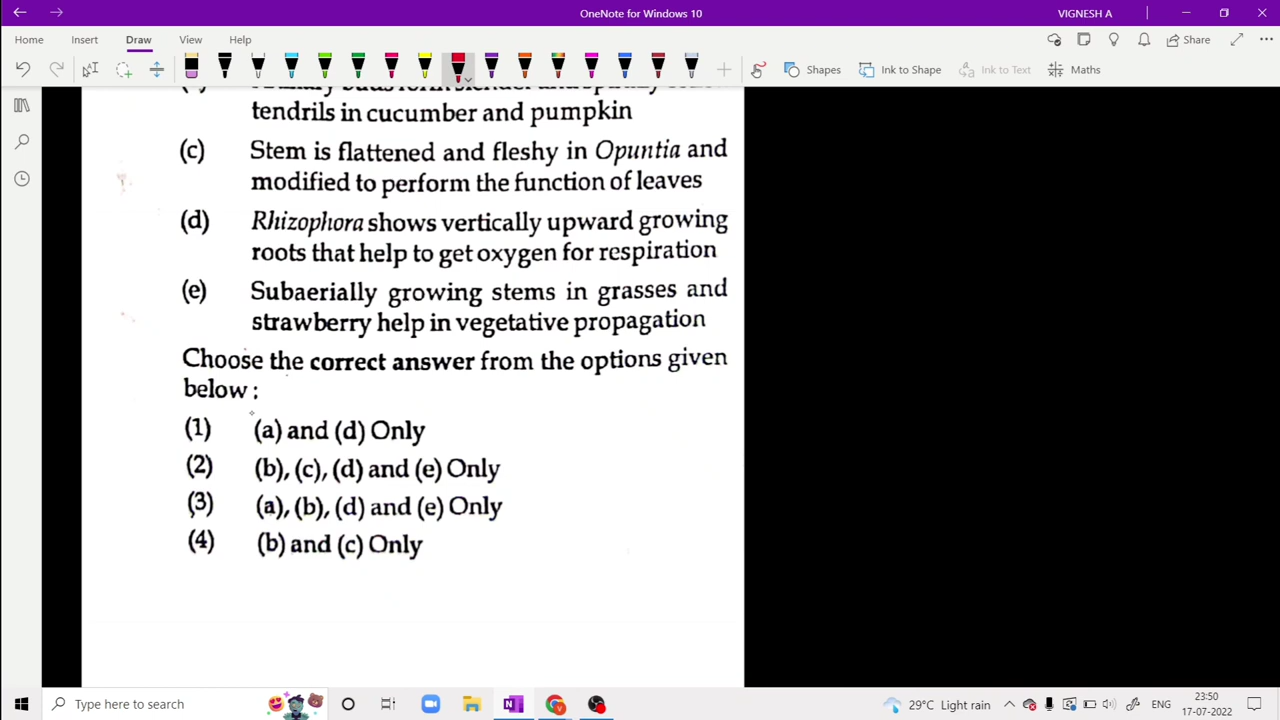 OneNote for Windows 10
VIGNESH A
Home Insert Draw View Help
Share
Shapes
Ink to Shape
Ink to Text
Maths
tendrils in cucumber and pumpkin
(c) Stem is flattened and fleshy in Opuntia and
modified to perform the function of leaves
(d) Rhizophora shows vertically upward growing
roots that help to get oxygen for respiration
(e) Subaerially growing stems in grasses and
strawberry help in vegetative propagation
Choose the correct answer from the options given
below :
(1) (a) and (d) Only
(2) (b), (c), (d) and (e) Only
(3) (a), (b), (d) and (e) Only
(4) (b) and (c) Only
Type here to search
29°C Light rain
ENG
23:50
17-07-2022